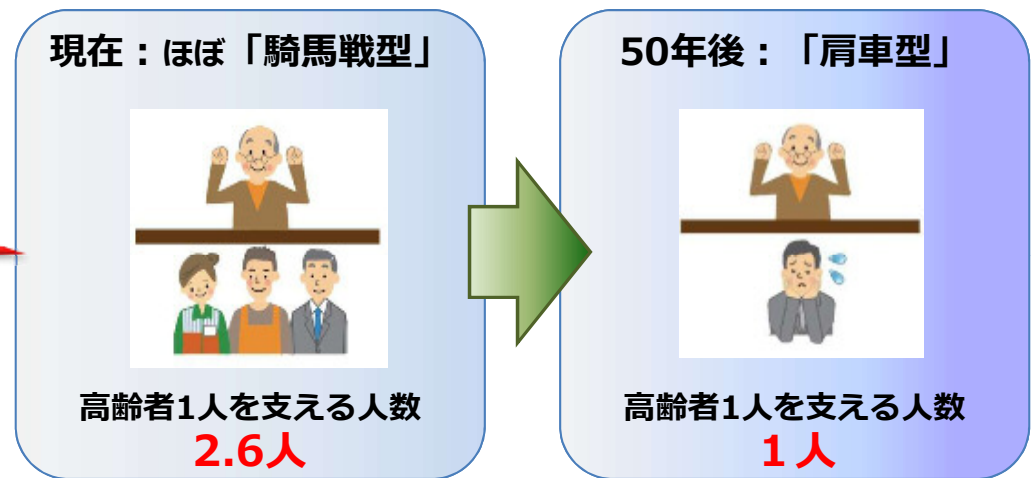 現在：ほぼ「騎馬戦型」
高齢者1人を支える人数
2.6人
50年後：「肩車型」
高齢者1人を支える人数
1人